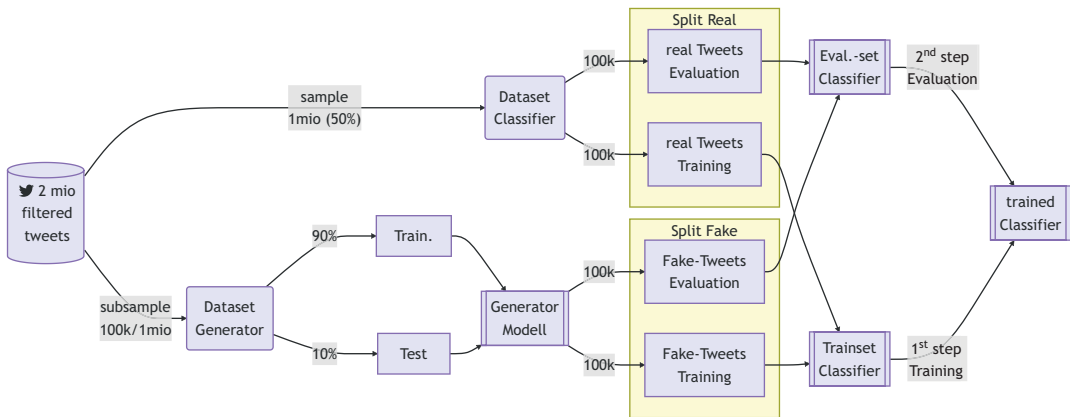 2 mio
filtered
tweets
sample
1mio (50%)
subsample
100k/1mio
Dataset
Classifier
Dataset
Generator
90%
Train.
10%
Test
Generator
Modell
100k
100k
100k
100k
Split Real
real Tweets
Evaluation
real Tweets
Training
Split Fake
Fake-Tweets
Evaluation
Fake-Tweets
Training
Eval.-set
Classifier
Trainset
Classifier
2nd step
Evaluation
1st step
Training
trained
Classifier